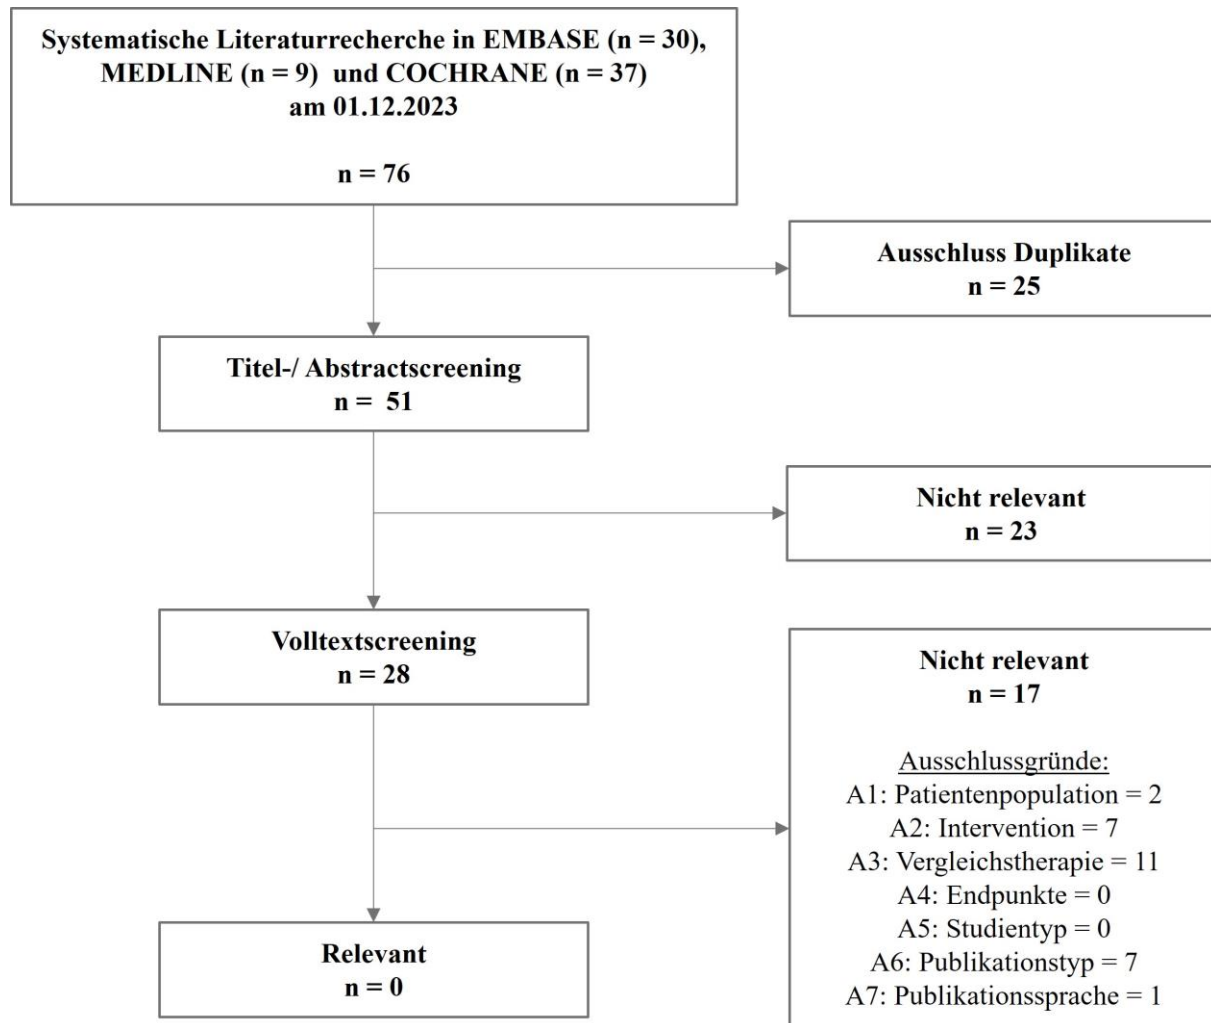 Systematische Literaturrecherche in EMBASE (n = 30),
MEDLINE (n = 9) und COCHRANE (n = 37)
am 01.12.2023
n = 76
Ausschluss Duplikate
n = 25
Titel-/ Abstractscreening
n = 51
Nicht relevant
n = 23
Volltextscreening
n = 28
Nicht relevant
n = 17
Ausschlussgründe:
A1: Patientenpopulation = 2
A2: Intervention = 7
A3: Vergleichstherapie = 11
A4: Endpunkte = 0
A5: Studientyp = 0
A6: Publikationstyp = 7
A7: Publikationssprache = 1
Relevant
n = 0